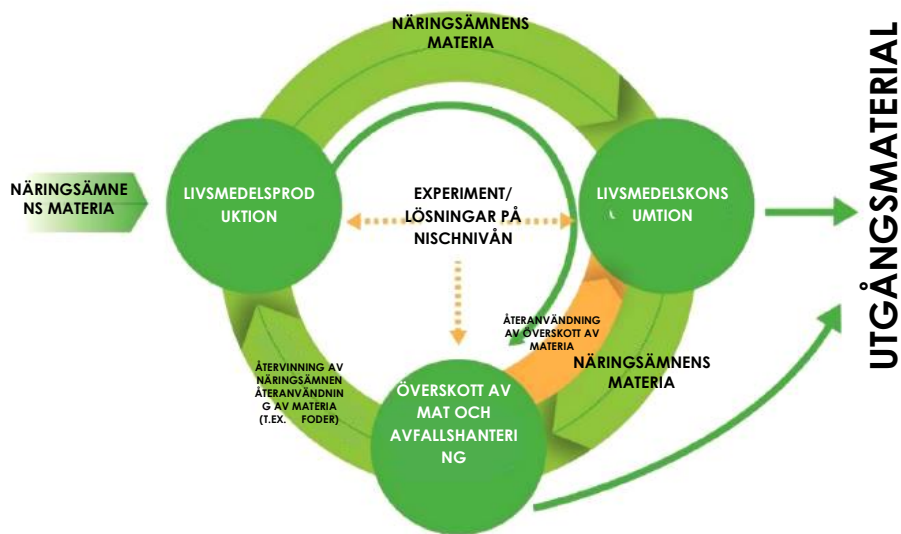 NÄRINGSÄMNENS
MATERIA
NÄRINGSÄMNE
NS MATERIA
LIVSMEDELSPROD
UKTION
EXPERIMENT/
LÖSNINGAR PÅ
NISCHNIVÅN
LIVSMEDELSKONS
UMTION
UTGÅNGSMATERIAL
ÅTERANVÄNDNING
AV ÖVERSKOTT AV
MATERIA
NÄRINGSÄMNENS
MATERIA
ÅTERVINNING AV
NÄRINGSÄMNEN
ÅTERANVÄNDNIN
G AV MATERIA
(T.EX. FODER)
ÖVERSKOTT AV
MAT OCH
AVFALLSHANTERI
NG